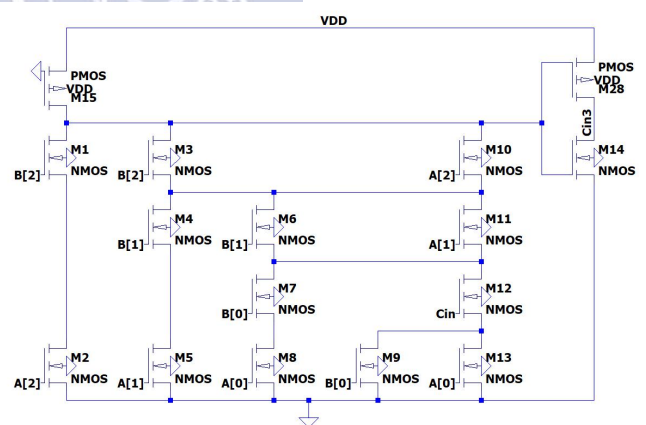 VDD
PMOS
VDD
M15
PMOS
VDD
M28
Cin3
M1
NMOS
B[2]
M3
NMOS
B[2]
M10
NMOS
A[2]
M14
NMOS
M4
NMOS
B[1]
M6
NMOS
B[1]
M11
NMOS
A[1]
M7
NMOS
B[0]
M12
NMOS
Cin
M2
NMOS
A[2]
M5
NMOS
A[1]
M8
NMOS
A[0]
M9
NMOS
B[0]
M13
NMOS
A[0]